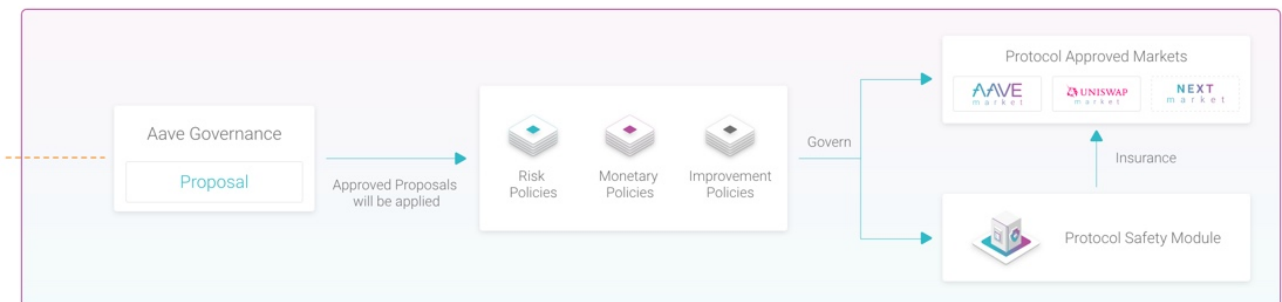 Aave Governance
Proposal
Approved Proposals
will be applied
Risk
Policies
Monetary
Policies
Improvement
Policies
Govern
Protocol Approved Markets
AAVE
market
UNISWAP
market
NEXT
market
Insurance
Protocol Safety Module